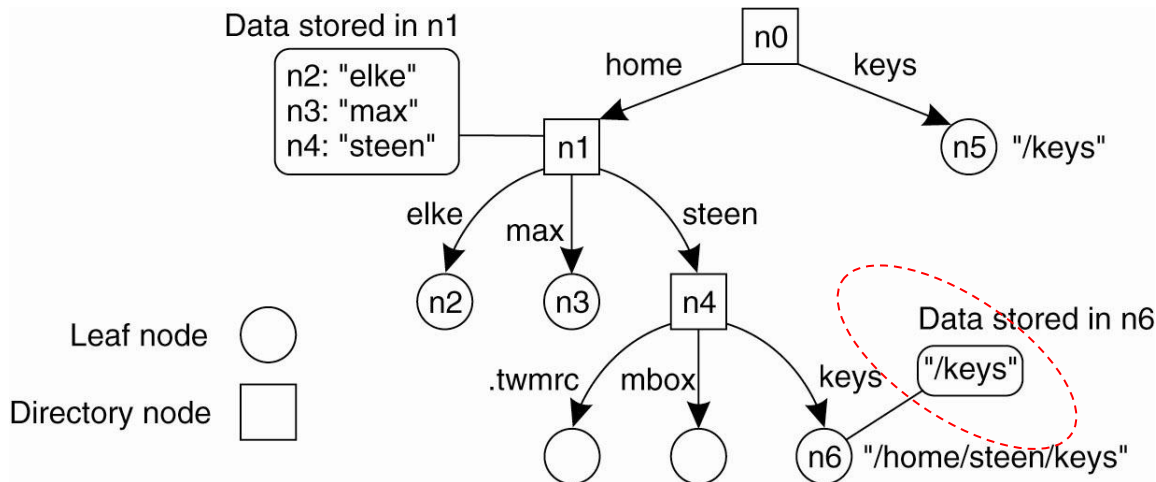 Data stored in n1
n0
n2: "elke"
n3: "max"
n4: "steen"
home
keys
n1
n5
"/keys"
elke
max
steen
n2
n3
n4
Leaf node
Data stored in n6
"/keys"
.twmrc
mbox
keys
Directory node
n6
"/home/steen/keys"